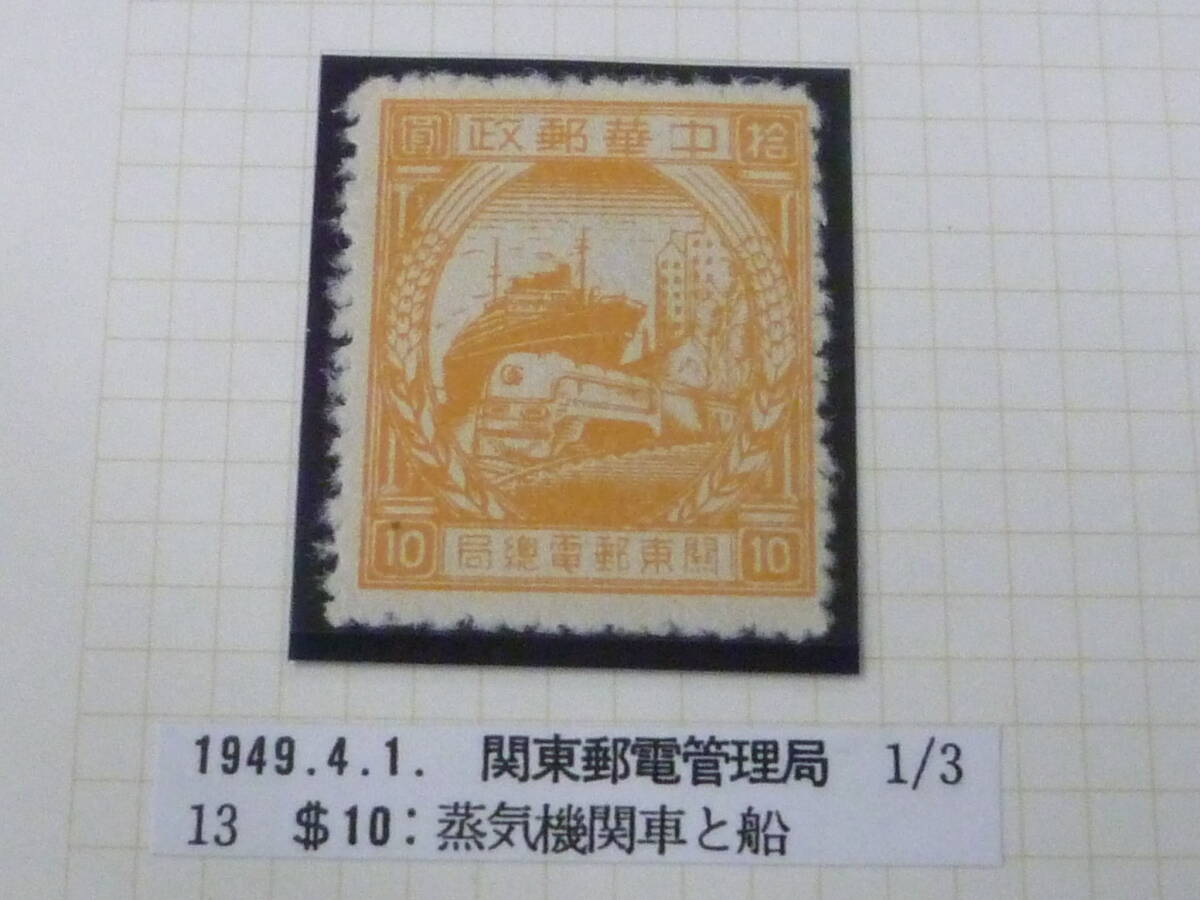 圓 政郵華中 拾
10 局總電郵東關 10
1949.4.1. 関東郵電管理局 1/3
13 $10：蒸気機関車と船